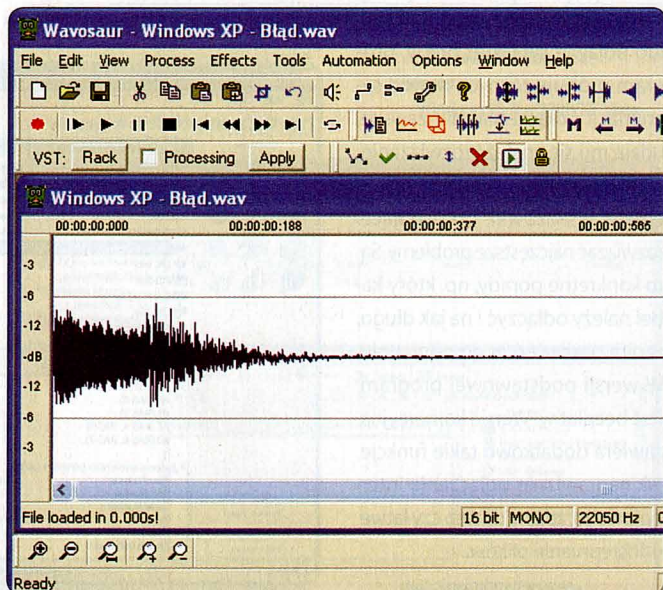 Wavosaur - Windows XP - Błąd.wav
File Edit View Process Effects Tools Automation Options Window Help
M M M
VST: Rack Processing Apply
Windows XP - Błąd.wav
00:00:00:000 00:00:00:188 00:00:00:377 00:00:00:565
-3
-6
-12
-dB
-12
-6
-3
File loaded in 0.000s! 16 bit MONO 22050 Hz
Ready